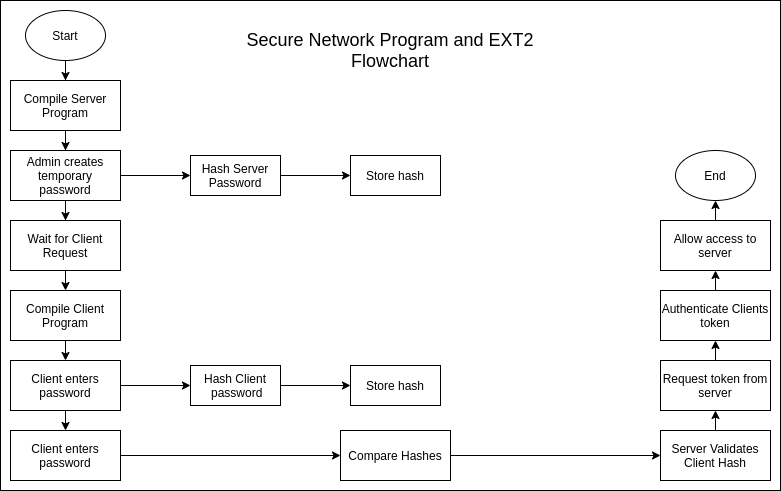 Secure Network Program and EXT2
Flowchart
Start
Compile Server
Program
Admin creates
temporary
password
Hash Server
Password
Store hash
Wait for Client
Request
Compile Client
Program
Client enters
password
Hash Client
password
Store hash
Client enters
password
Compare Hashes
Server Validates
Client Hash
Request token from
server
Authenticate Clients
token
Allow access to
server
End